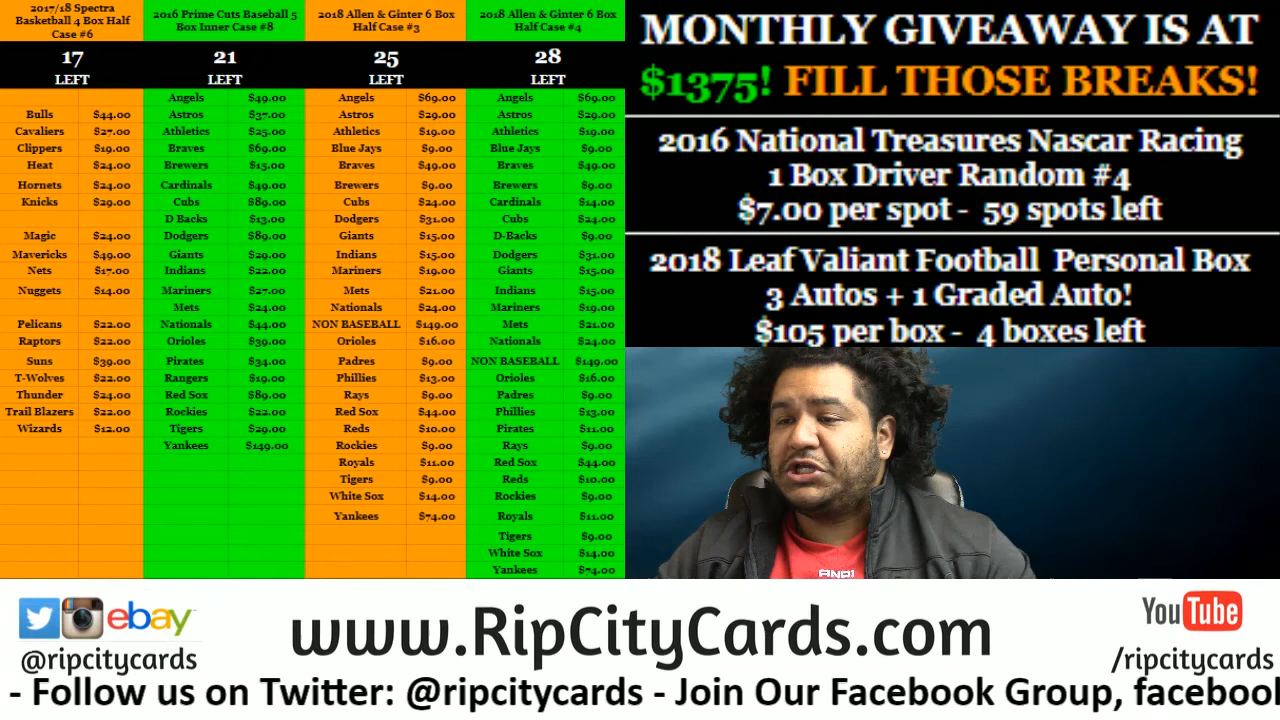 2017/18 Spectra
Basketball 4 Box Half
Case #6
17
LEFT
Bulls $44.00
Cavaliers $27.00
Clippers $19.00
Heat $24.00
Hornets $24.00
Knicks $29.00
Magic $24.00
Mavericks $49.00
Nets $17.00
Nuggets $14.00
Pelicans $22.00
Raptors $22.00
Suns $39.00
T-Wolves $22.00
Thunder $24.00
Trail Blazers $22.00
Wizards $12.00
2016 Prime Cuts Baseball 5
Box Inner Case #8
21
LEFT
Angels $49.00
Astros $37.00
Athletics $25.00
Braves $69.00
Brewers $15.00
Cardinals $49.00
Cubs $89.00
D Backs $13.00
Dodgers $89.00
Giants $29.00
Indians $22.00
Mariners $27.00
Mets $24.00
Nationals $44.00
Orioles $39.00
Pirates $34.00
Rangers $19.00
Red Sox $89.00
Rockies $22.00
Tigers $29.00
Yankees $149.00
2018 Allen & Ginter 6 Box
Half Case #3
25
LEFT
Angels $69.00
Astros $29.00
Athletics $19.00
Blue Jays $9.00
Braves $49.00
Brewers $9.00
Cubs $24.00
Dodgers $31.00
Giants $15.00
Indians $15.00
Mariners $19.00
Mets $21.00
Nationals $24.00
NON BASEBALL $149.00
Orioles $16.00
Padres $9.00
Phillies $13.00
Rays $9.00
Red Sox $44.00
Reds $10.00
Rockies $9.00
Royals $11.00
Tigers $9.00
White Sox $14.00
Yankees $74.00
2018 Allen & Ginter 6 Box
Half Case #4
28
LEFT
Angels $69.00
Astros $29.00
Athletics $19.00
Blue Jays $9.00
Braves $49.00
Brewers $9.00
Cardinals $14.00
Cubs $24.00
D-Backs $9.00
Dodgers $31.00
Giants $15.00
Indians $15.00
Mariners $19.00
Mets $21.00
Nationals $24.00
NON BASEBALL $149.00
Orioles $16.00
Padres $9.00
Phillies $13.00
Pirates $11.00
Rays $9.00
Red Sox $44.00
Reds $10.00
Rockies $9.00
Royals $11.00
Tigers $9.00
White Sox $14.00
Yankees $74.00
MONTHLY GIVEAWAY IS AT
$1375! FILL THOSE BREAKS!
2016 National Treasures Nascar Racing
1 Box Driver Random #4
$7.00 per spot - 59 spots left
2018 Leaf Valiant Football Personal Box
3 Autos + 1 Graded Auto!
$105 per box - 4 boxes left
ebay
@ripcitycards
www.RipCityCards.com
YouTube
/ripcitycards
- Follow us on Twitter: @ripcitycards - Join Our Facebook Group, facebook